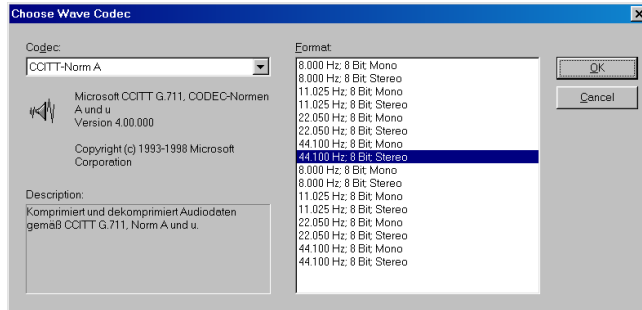 Choose Wave Codec
Codec:
CCITT-Norm A
Microsoft CCITT G.711, CODEC-Normen
A und u
Version 4.00.000
Copyright (c) 1993-1998 Microsoft
Corporation
Description:
Komprimiert und dekomprimiert Audiodaten
gemäß CCITT G.711, Norm A und u.
Format:
8.000 Hz; 8 Bit; Mono
8.000 Hz; 8 Bit; Stereo
11.025 Hz; 8 Bit; Mono
11.025 Hz; 8 Bit; Stereo
22.050 Hz; 8 Bit; Mono
22.050 Hz; 8 Bit; Stereo
44.100 Hz; 8 Bit; Mono
44.100 Hz; 8 Bit; Stereo
8.000 Hz; 8 Bit; Mono
8.000 Hz; 8 Bit; Stereo
11.025 Hz; 8 Bit; Mono
11.025 Hz; 8 Bit; Stereo
22.050 Hz; 8 Bit; Mono
22.050 Hz; 8 Bit; Stereo
44.100 Hz; 8 Bit; Mono
44.100 Hz; 8 Bit; Stereo
OK
Cancel